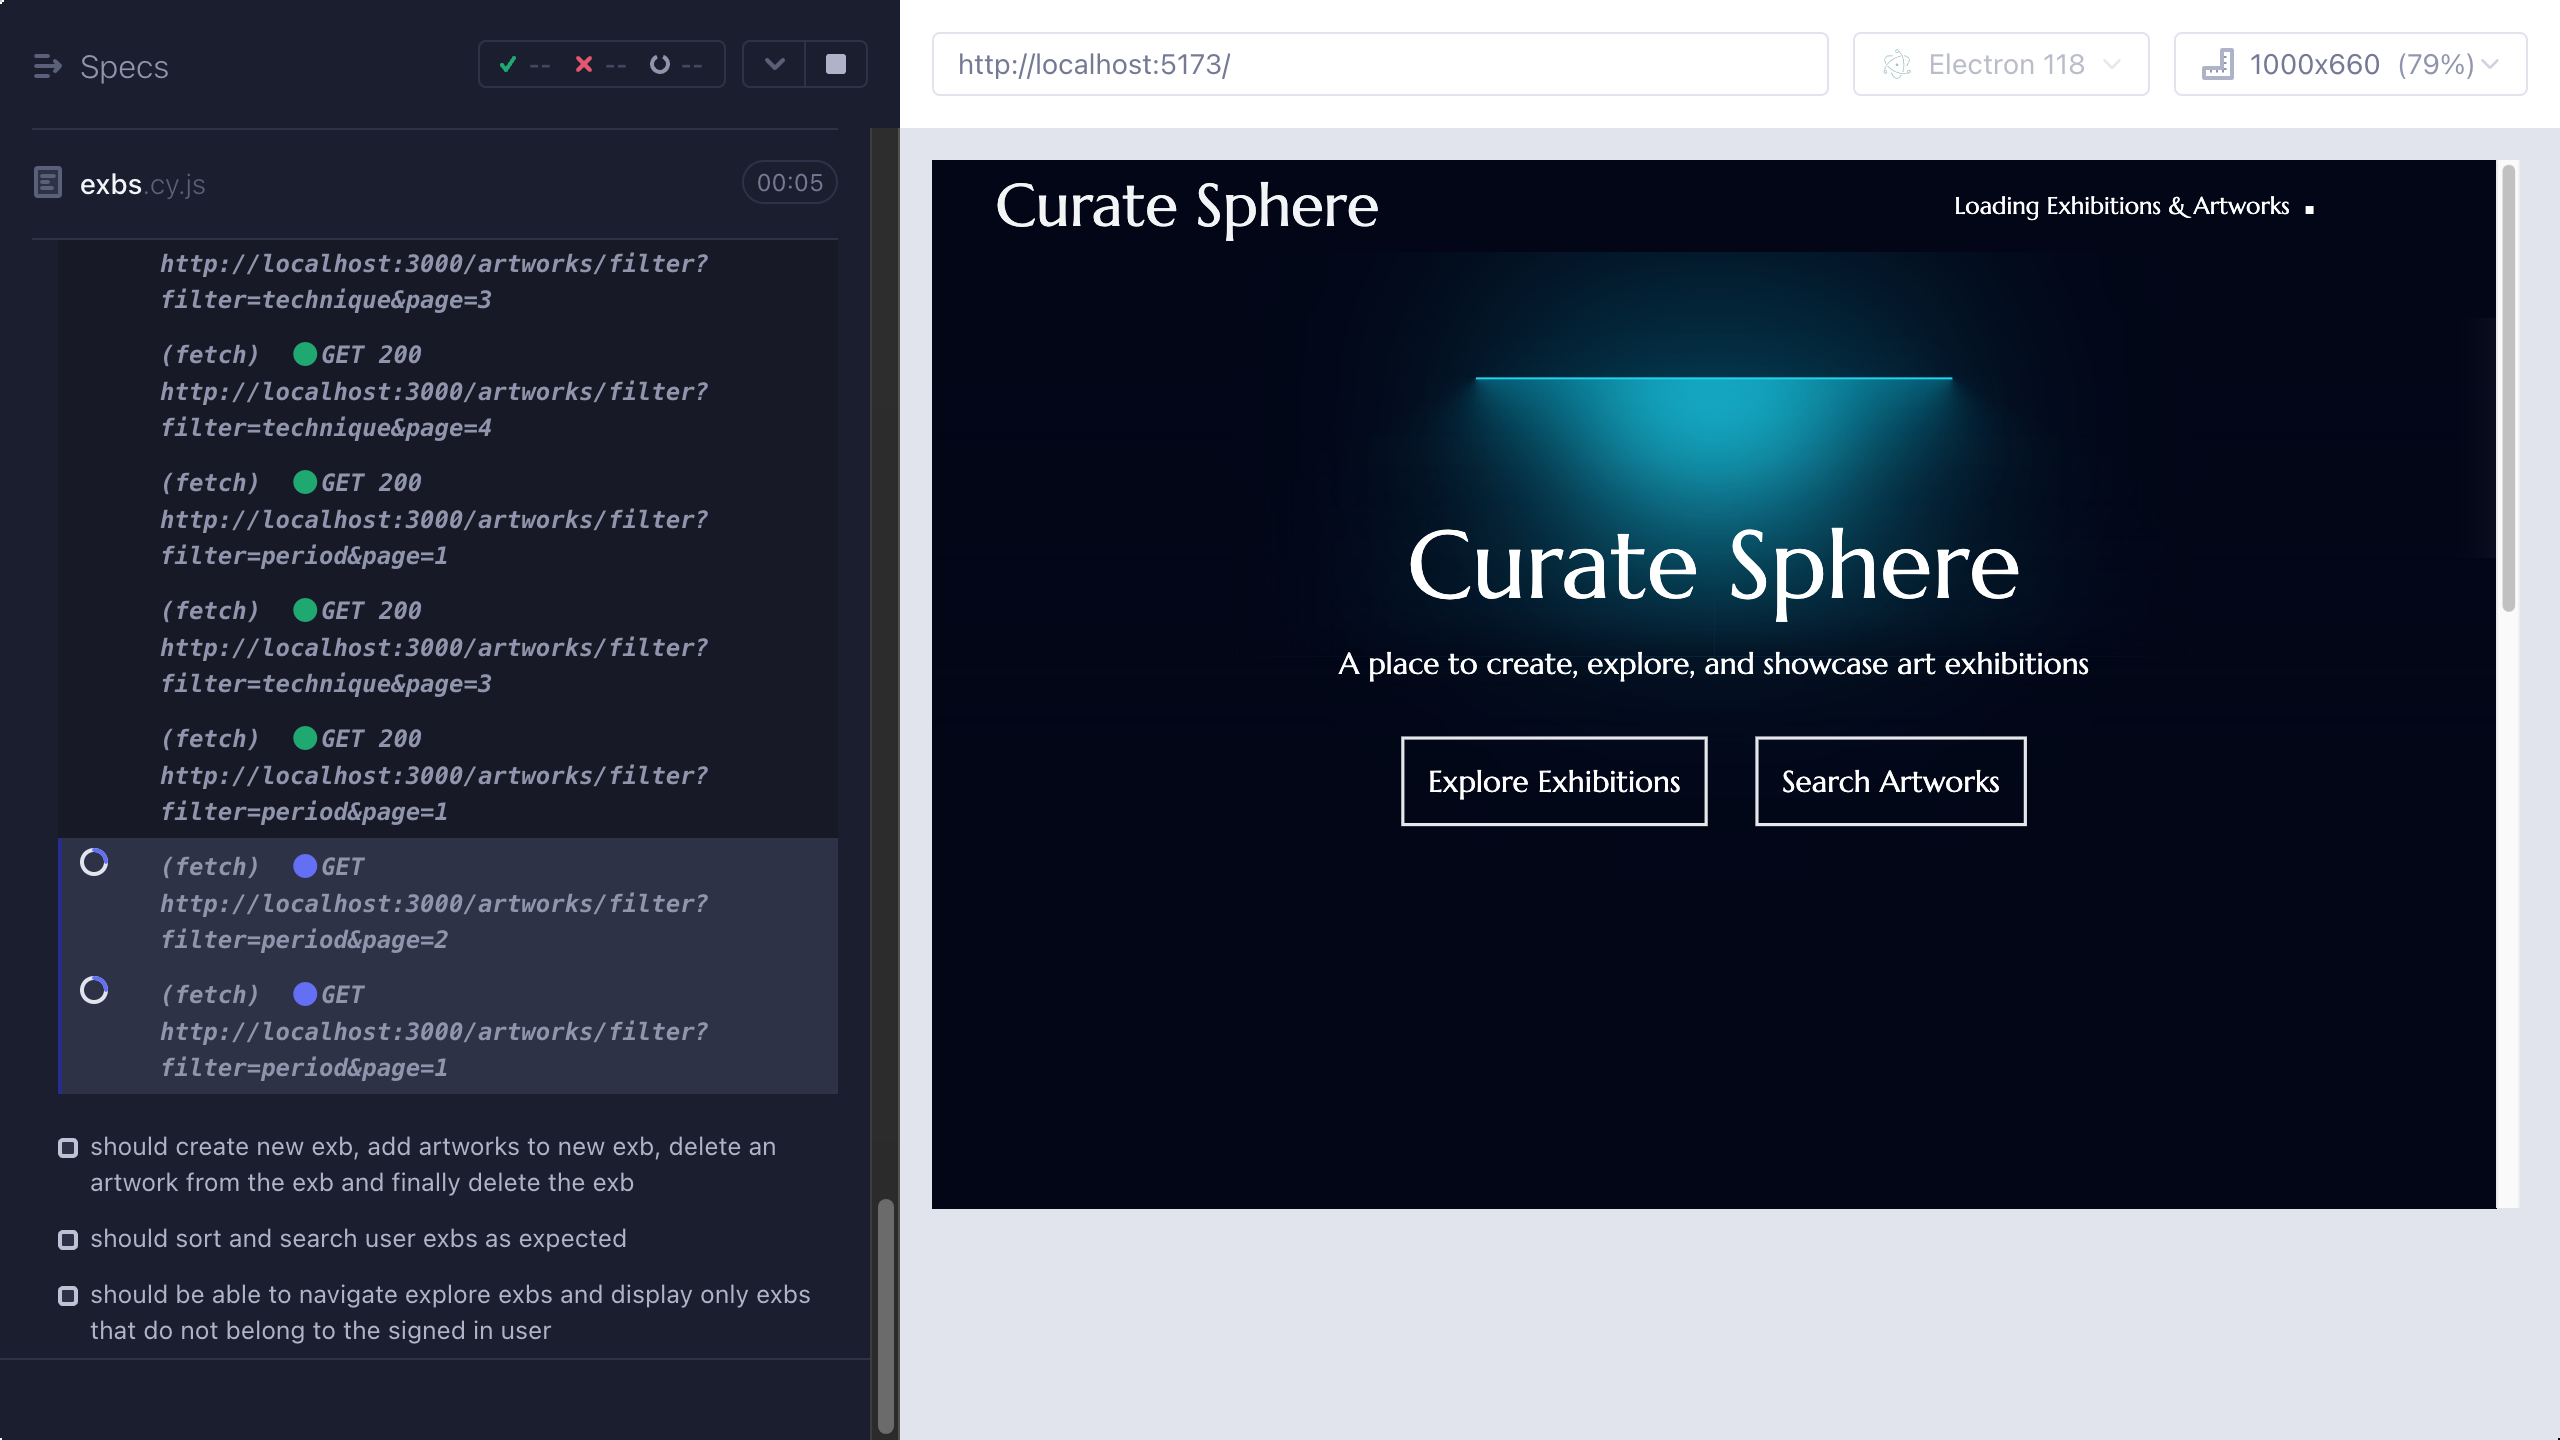 Specs
-- -- --
http://localhost:5173/
Electron 118
1000x660 (79%)
exbs.cy.js
00:05
http://localhost:3000/artworks/filter?
filter=technique&page=3
(fetch) GET 200
http://localhost:3000/artworks/filter?
filter=technique&page=4
(fetch) GET 200
http://localhost:3000/artworks/filter?
filter=period&page=1
(fetch) GET 200
http://localhost:3000/artworks/filter?
filter=technique&page=3
(fetch) GET 200
http://localhost:3000/artworks/filter?
filter=period&page=1
(fetch) GET
http://localhost:3000/artworks/filter?
filter=period&page=2
(fetch) GET
http://localhost:3000/artworks/filter?
filter=period&page=1
should create new exb, add artworks to new exb, delete an
artwork from the exb and finally delete the exb
should sort and search user exbs as expected
should be able to navigate explore exbs and display only exbs
that do not belong to the signed in user
Curate Sphere
Loading Exhibitions & Artworks
Curate Sphere
A place to create, explore, and showcase art exhibitions
Explore Exhibitions
Search Artworks